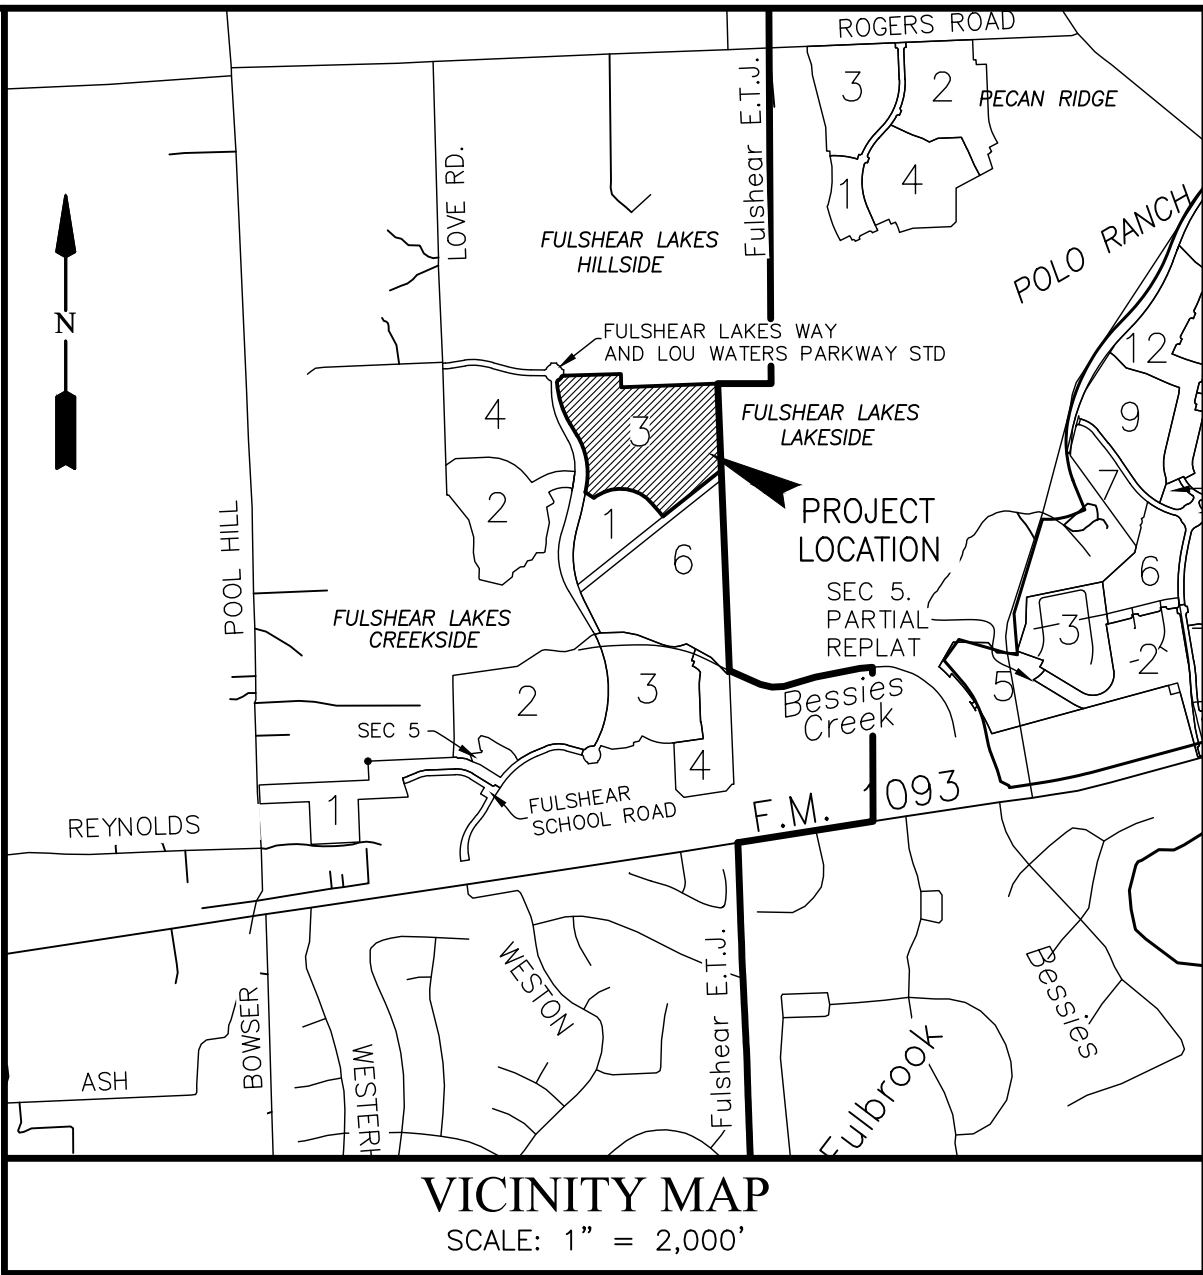 ROGERS ROAD
3
2
PECAN RIDGE
1
4
Fulshear E.T.J.
LOVE RD.
POLO RANCH
FULSHEAR LAKES
HILLSIDE
N
FULSHEAR LAKES WAY
AND LOU WATERS PARKWAY STD
12
4
3
FULSHEAR LAKES
LAKESIDE
9
7
2
1
PROJECT
LOCATION
POOL HILL
6
6
SEC 5.
PARTIAL
REPLAT
FULSHEAR LAKES
CREEKSIDE
3
2
5
2
3
Bessies
Creek
SEC 5
4
1
FULSHEAR
SCHOOL ROAD
F.M. 1093
REYNOLDS
WESTON
Fulshear E.T.J.
Bessies
BOWSER
WESTERH
Fulbrook
ASH
VICINITY MAP
SCALE: 1” = 2,000’